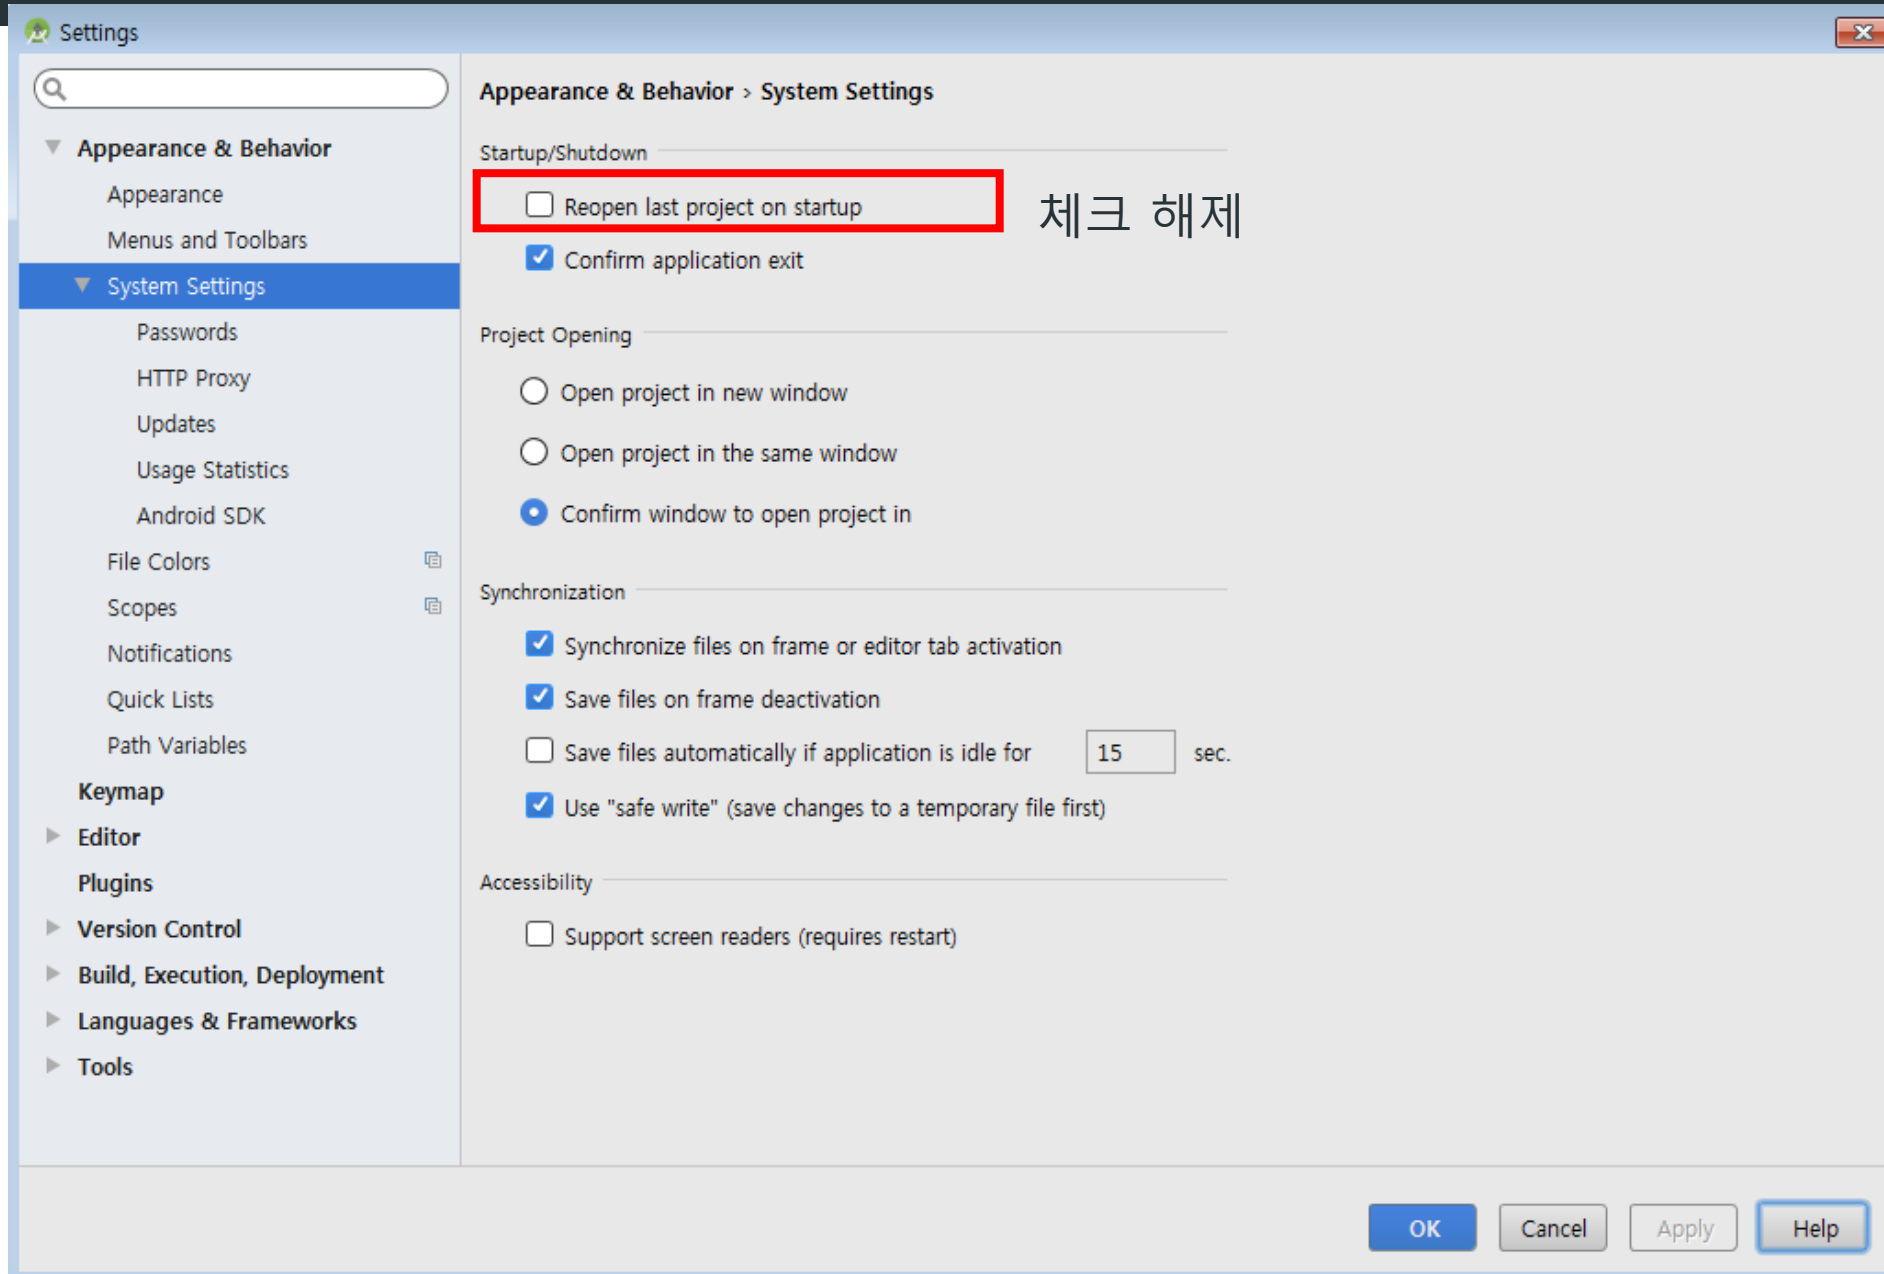 Settings
Appearance & Behavior
Appearance
Menus and Toolbars
System Settings
Passwords
HTTP Proxy
Updates
Usage Statistics
Android SDK
File Colors
Scopes
Notifications
Quick Lists
Path Variables
Keymap
Editor
Plugins
Version Control
Build, Execution, Deployment
Languages & Frameworks
Tools
Appearance & Behavior › System Settings
Startup/Shutdown
Reopen last project on startup
체크 해제
Confirm application exit
Project Opening
Open project in new window
Open project in the same window
Confirm window to open project in
Synchronization
Synchronize files on frame or editor tab activation
Save files on frame deactivation
Save files automatically if application is idle for 15 sec.
Use "safe write" (save changes to a temporary file first)
Accessibility
Support screen readers (requires restart)
OK Cancel Apply Help